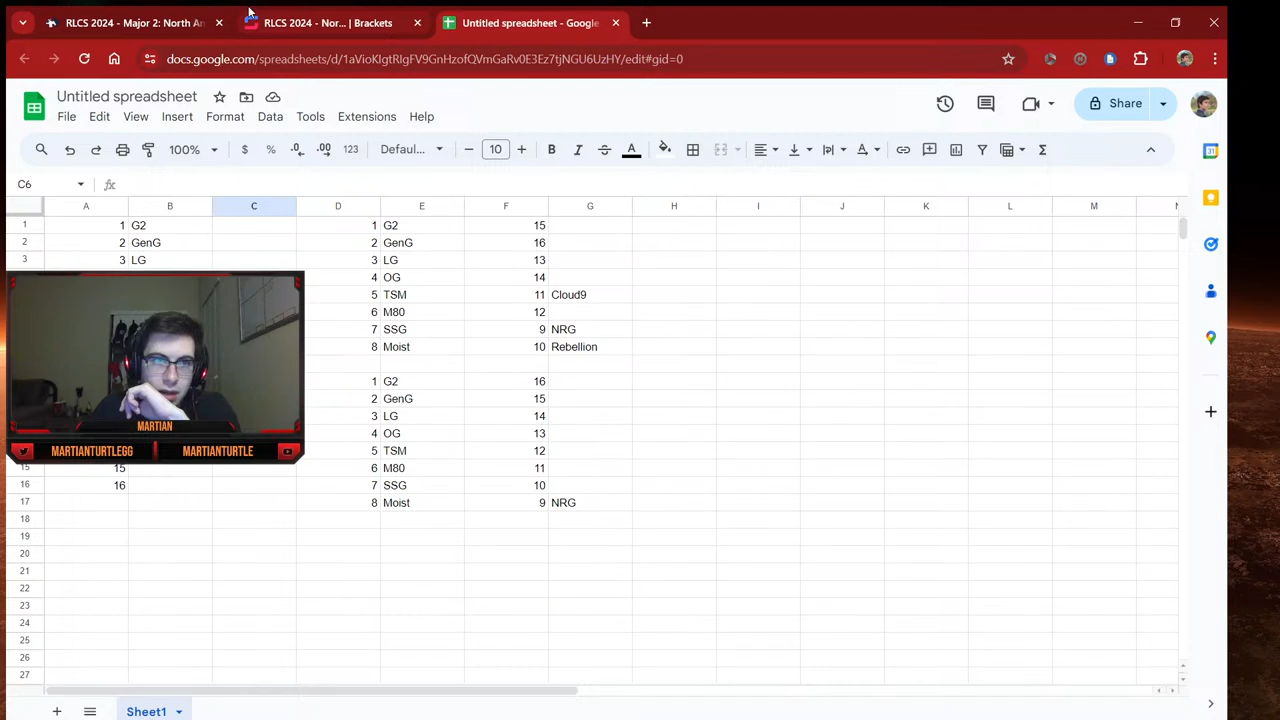 RLCS 2024 - Major 2: North An
RLCS 2024 - Nor... | Brackets
Untitled spreadsheet - Google
docs.google.com/spreadsheets/d/1aVioKIgtRIgFV9GnHzofQVmGaRv0E3Ez7tjNGU6UzHY/edit#gid=0
Untitled spreadsheet
File Edit View Insert Format Data Tools Extensions Help
Share
100% $ % .0 .00 123 Defaul... 10 B I A
C6 fx
A B C D E F G H I J K L M N
1 1 G2 1 G2 15
2 2 GenG 2 GenG 16
3 3 LG 3 LG 13
4 OG 14
5 TSM 11 Cloud9
6 M80 12
7 SSG 9 NRG
8 Moist 10 Rebellion
1 G2 16
2 GenG 15
3 LG 14
4 OG 13
5 TSM 12
15 15 6 M80 11
16 16 7 SSG 10
17 8 Moist 9 NRG
18
19
20
21
22
23
24
25
26
27
MARTIAN
MARTIANTURTLEGG MARTIANTURTLE
Sheet1
31